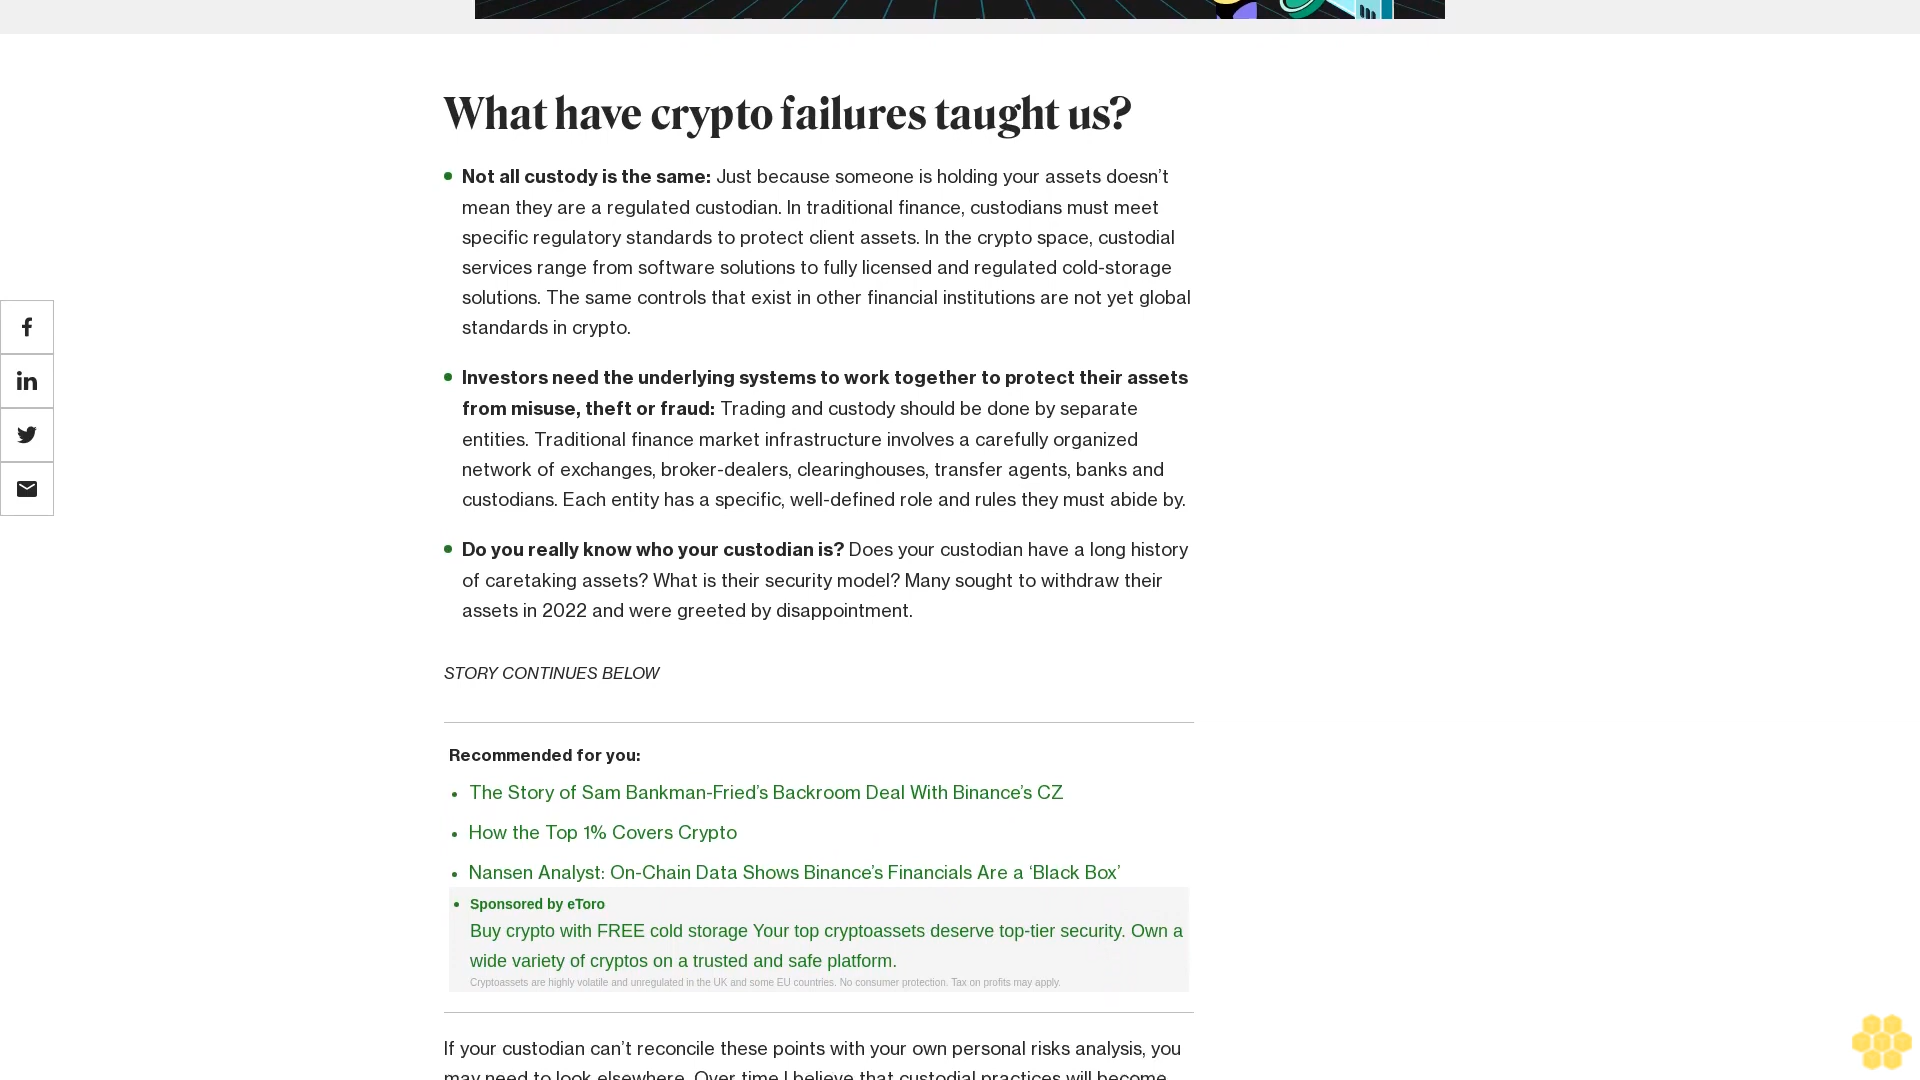 What have crypto failures taught us?
Not all custody is the same: Just because someone is holding your assets doesn’t
mean they are a regulated custodian. In traditional finance, custodians must meet
specific regulatory standards to protect client assets. In the crypto space, custodial
services range from software solutions to fully licensed and regulated cold-storage
solutions. The same controls that exist in other financial institutions are not yet global
standards in crypto.
Investors need the underlying systems to work together to protect their assets
from misuse, theft or fraud: Trading and custody should be done by separate
entities. Traditional finance market infrastructure involves a carefully organized
network of exchanges, broker-dealers, clearinghouses, transfer agents, banks and
custodians. Each entity has a specific, well-defined role and rules they must abide by.
Do you really know who your custodian is? Does your custodian have a long history
of caretaking assets? What is their security model? Many sought to withdraw their
assets in 2022 and were greeted by disappointment.
STORY CONTINUES BELOW
Recommended for you:
The Story of Sam Bankman-Fried’s Backroom Deal With Binance’s CZ
How the Top 1% Covers Crypto
Nansen Analyst: On-Chain Data Shows Binance’s Financials Are a ‘Black Box’
Sponsored by eToro
Buy crypto with FREE cold storage Your top cryptoassets deserve top-tier security. Own a
wide variety of cryptos on a trusted and safe platform.
Cryptoassets are highly volatile and unregulated in the UK and some EU countries. No consumer protection. Tax on profits may apply.
If your custodian can’t reconcile these points with your own personal risks analysis, you
may need to look elsewhere. Over time I believe that custodial practices will become